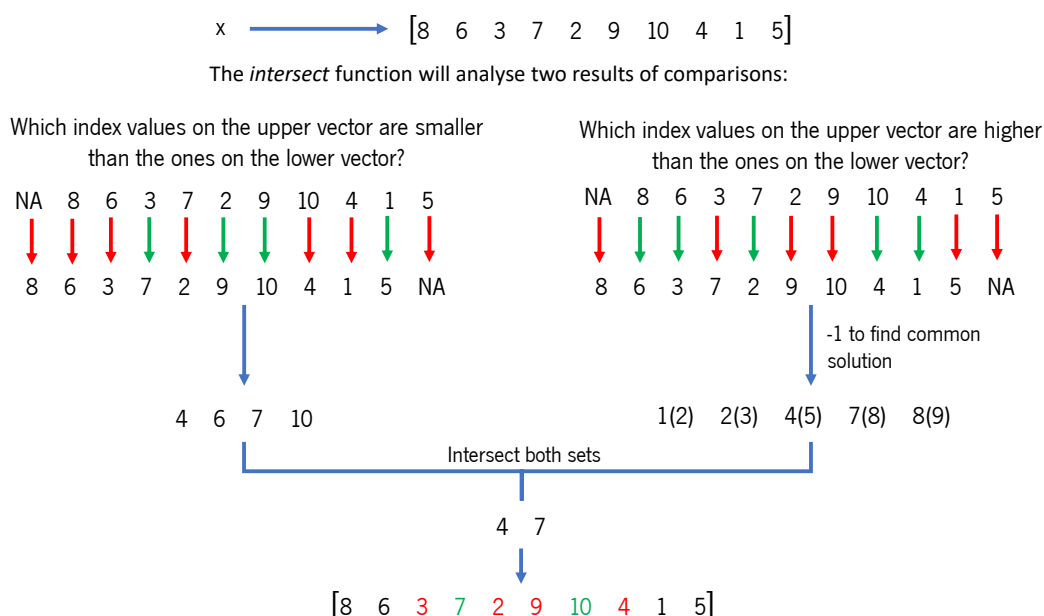 x [8 6 3 7 2 9 10 4 1 5]
The intersect function will analyse two results of comparisons:
Which index values on the upper vector are smaller
than the ones on the lower vector?
NA 8 6 3 7 2 9 10 4 1 5
8 6 3 7 2 9 10 4 1 5 NA
4 6 7 10
Which index values on the upper vector are higher
than the ones on the lower vector?
NA 8 6 3 7 2 9 10 4 1 5
8 6 3 7 2 9 10 4 1 5 NA
-1 to find common
solution
1(2) 2(3) 4(5) 7(8) 8(9)
Intersect both sets
4 7
[8 6 3 7 2 9 10 4 1 5]